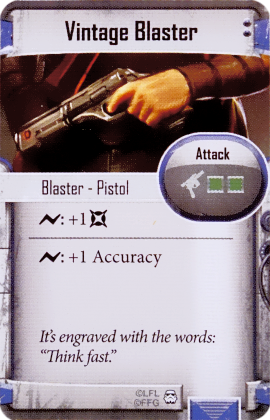 Vintage Blaster
Attack
Blaster - Pistol
: +1
: +1 Accuracy
It's engraved with the words:
"Think fast."
©LFL
©FFG